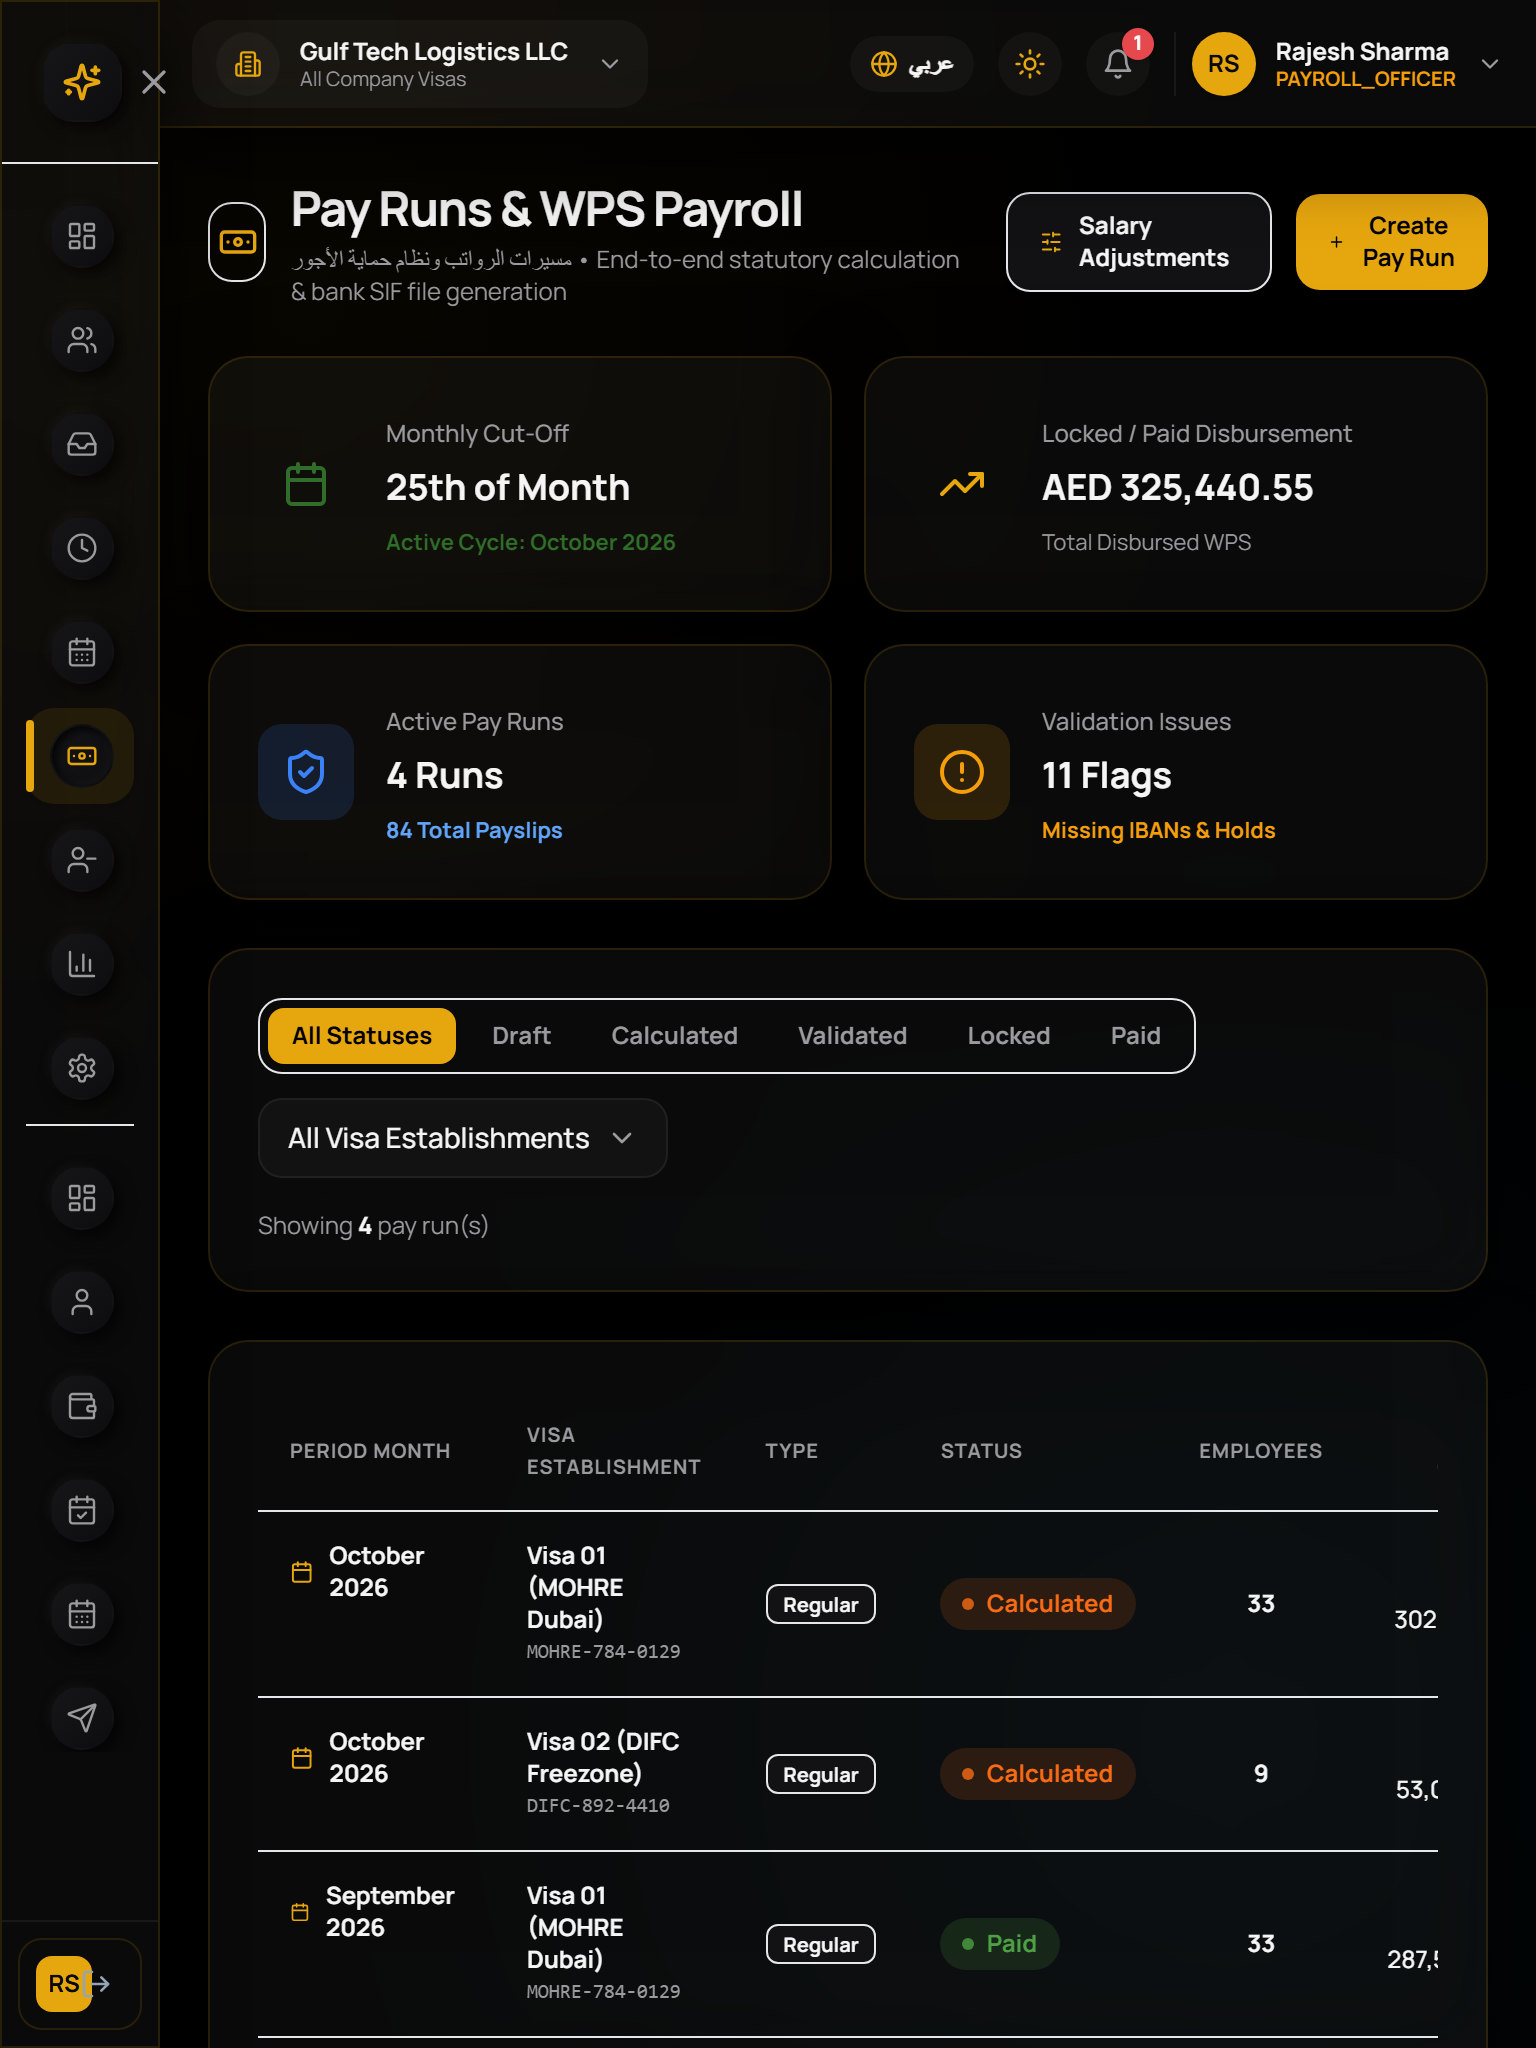 Gulf Tech Logistics LLC
All Company Visas
عربي
1
RS
Rajesh Sharma
PAYROLL_OFFICER
Pay Runs & WPS Payroll
مسيرات الرواتب ونظام حماية الأجور • End-to-end statutory calculation
& bank SIF file generation
Salary
Adjustments
Create
Pay Run
Monthly Cut-Off
25th of Month
Active Cycle: October 2026
Locked / Paid Disbursement
AED 325,440.55
Total Disbursed WPS
Active Pay Runs
4 Runs
84 Total Payslips
Validation Issues
11 Flags
Missing IBANs & Holds
All Statuses
Draft
Calculated
Validated
Locked
Paid
All Visa Establishments
Showing 4 pay run(s)
PERIOD MONTH
VISA
ESTABLISHMENT
TYPE
STATUS
EMPLOYEES
October
2026
Visa 01
(MOHRE
Dubai)
MOHRE-784-0129
Regular
Calculated
33
302
October
2026
Visa 02 (DIFC
Freezone)
DIFC-892-4410
Regular
Calculated
9
53,
September
2026
Visa 01
(MOHRE
Dubai)
MOHRE-784-0129
Regular
Paid
33
287,
RS